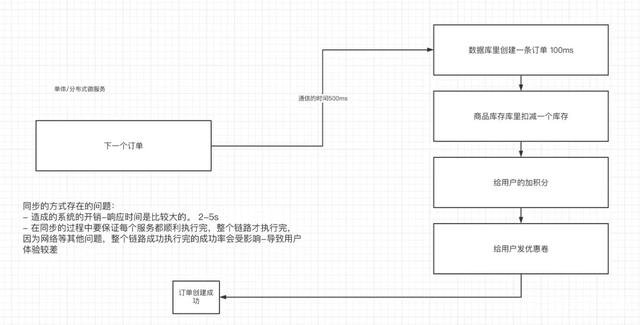 数据库里创建一条订单 100ms
单体/分布式微服务
通信的时间500ms
商品库存库里扣减一个库存
下一个订单
给用户的加积分
同步的方式存在的问题：
- 造成的系统的开销-响应时间是比较大的。 2-5s
- 在同步的过程中要保证每个服务都顺利执行完，整个链路才执行完，
因为网络等其他问题，整个链路成功执行完的成功率会受影响-导致用户
体验较差
给用户发优惠卷
订单创建成
功